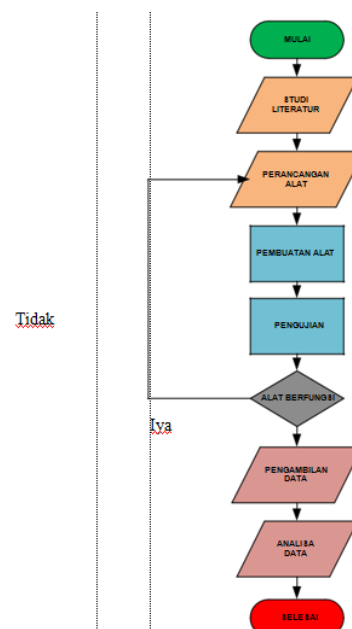 MULAI
STUDI
LITERATUR
PERANCANGAN
ALAT
PEMBUATAN ALAT
Tidak
PENGUJIAN
ALAT BERFUNGSI
Iya
PENGAMBILAN
DATA
ANALISA
DATA
SELESAI